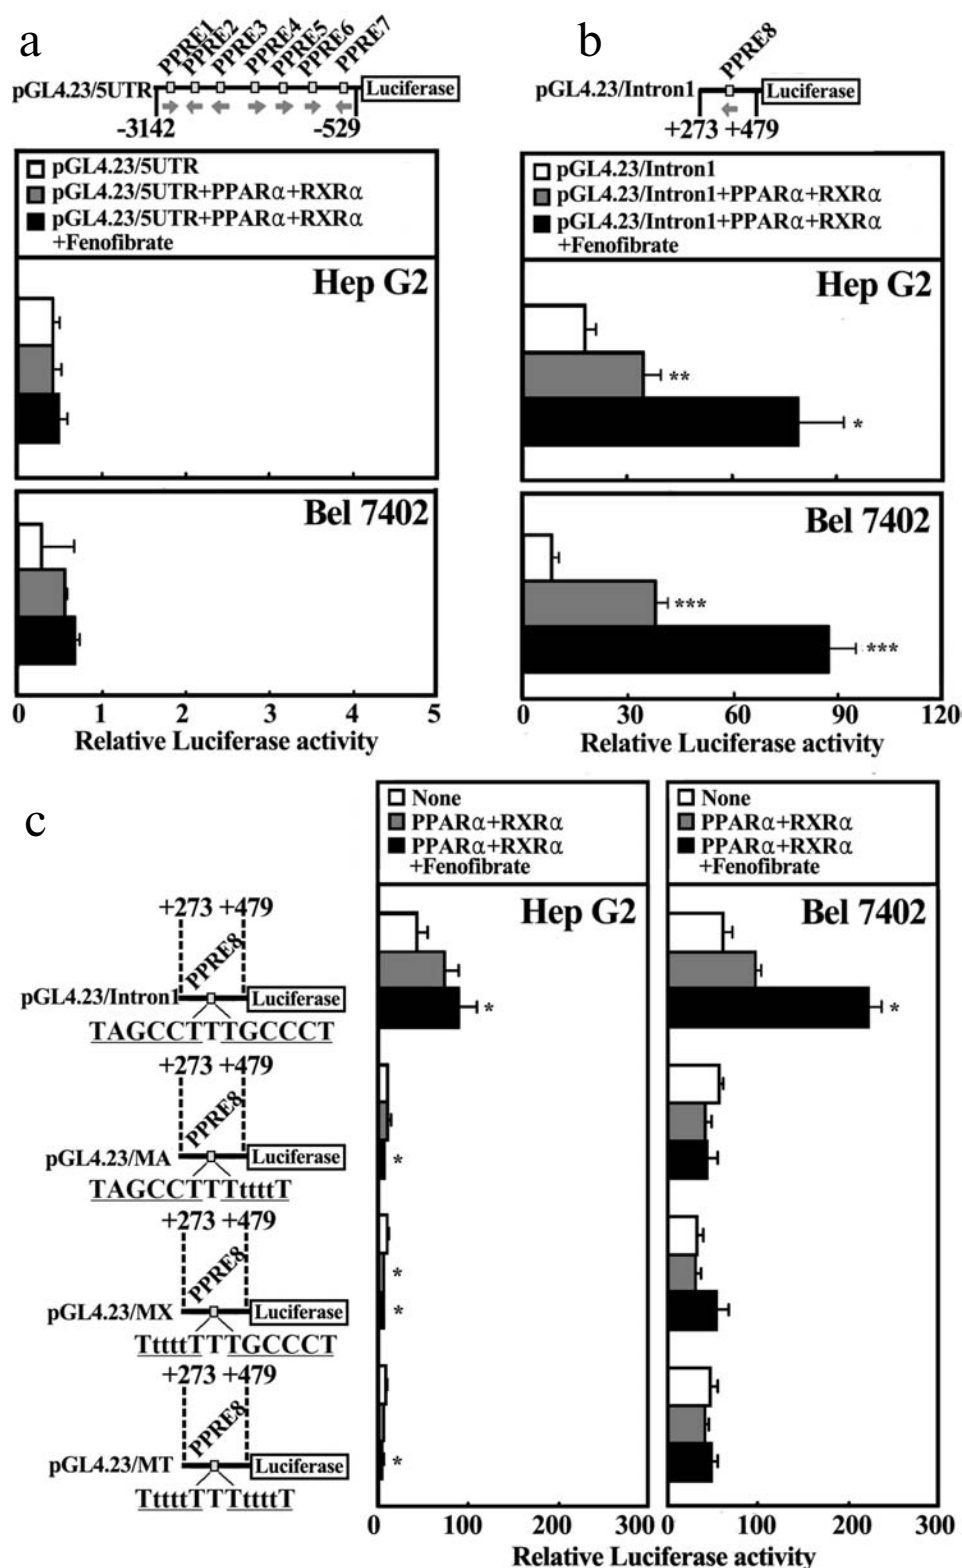 a
PPRE1 PPRE2 PPRE3 PPRE4 PPRE5 PPRE6 PPRE7
pGL4.23/5UTR Luciferase
-3142 -529
pGL4.23/5UTR
pGL4.23/5UTR+PPARα+RXRα
pGL4.23/5UTR+PPARα+RXRα
+Fenofibrate
Hep G2
Bel 7402
0 1 2 3 4 5
Relative Luciferase activity
b
PPRE8
pGL4.23/Intron1 Luciferase
+273 +479
pGL4.23/Intron1
pGL4.23/Intron1+PPARα+RXRα
pGL4.23/Intron1+PPARα+RXRα
+Fenofibrate
Hep G2
**
*
Bel 7402
***
***
0 30 60 90 120
Relative Luciferase activity
c
+273 +479
PPRE8
pGL4.23/Intron1 Luciferase
TAGCCTTTGCCCT
+273 +479
PPRE8
pGL4.23/MA Luciferase
TAGCCTTTTttttT
+273 +479
PPRE8
pGL4.23/MX Luciferase
TttttTTTGCCCT
+273 +479
PPRE8
pGL4.23/MT Luciferase
TttttTTTttttT
None
PPARα+RXRα
PPARα+RXRα
+Fenofibrate
Hep G2
*
*
*
*
*
0 100 200 300
None
PPARα+RXRα
PPARα+RXRα
+Fenofibrate
Bel 7402
*
0 100 200 300
Relative Luciferase activity